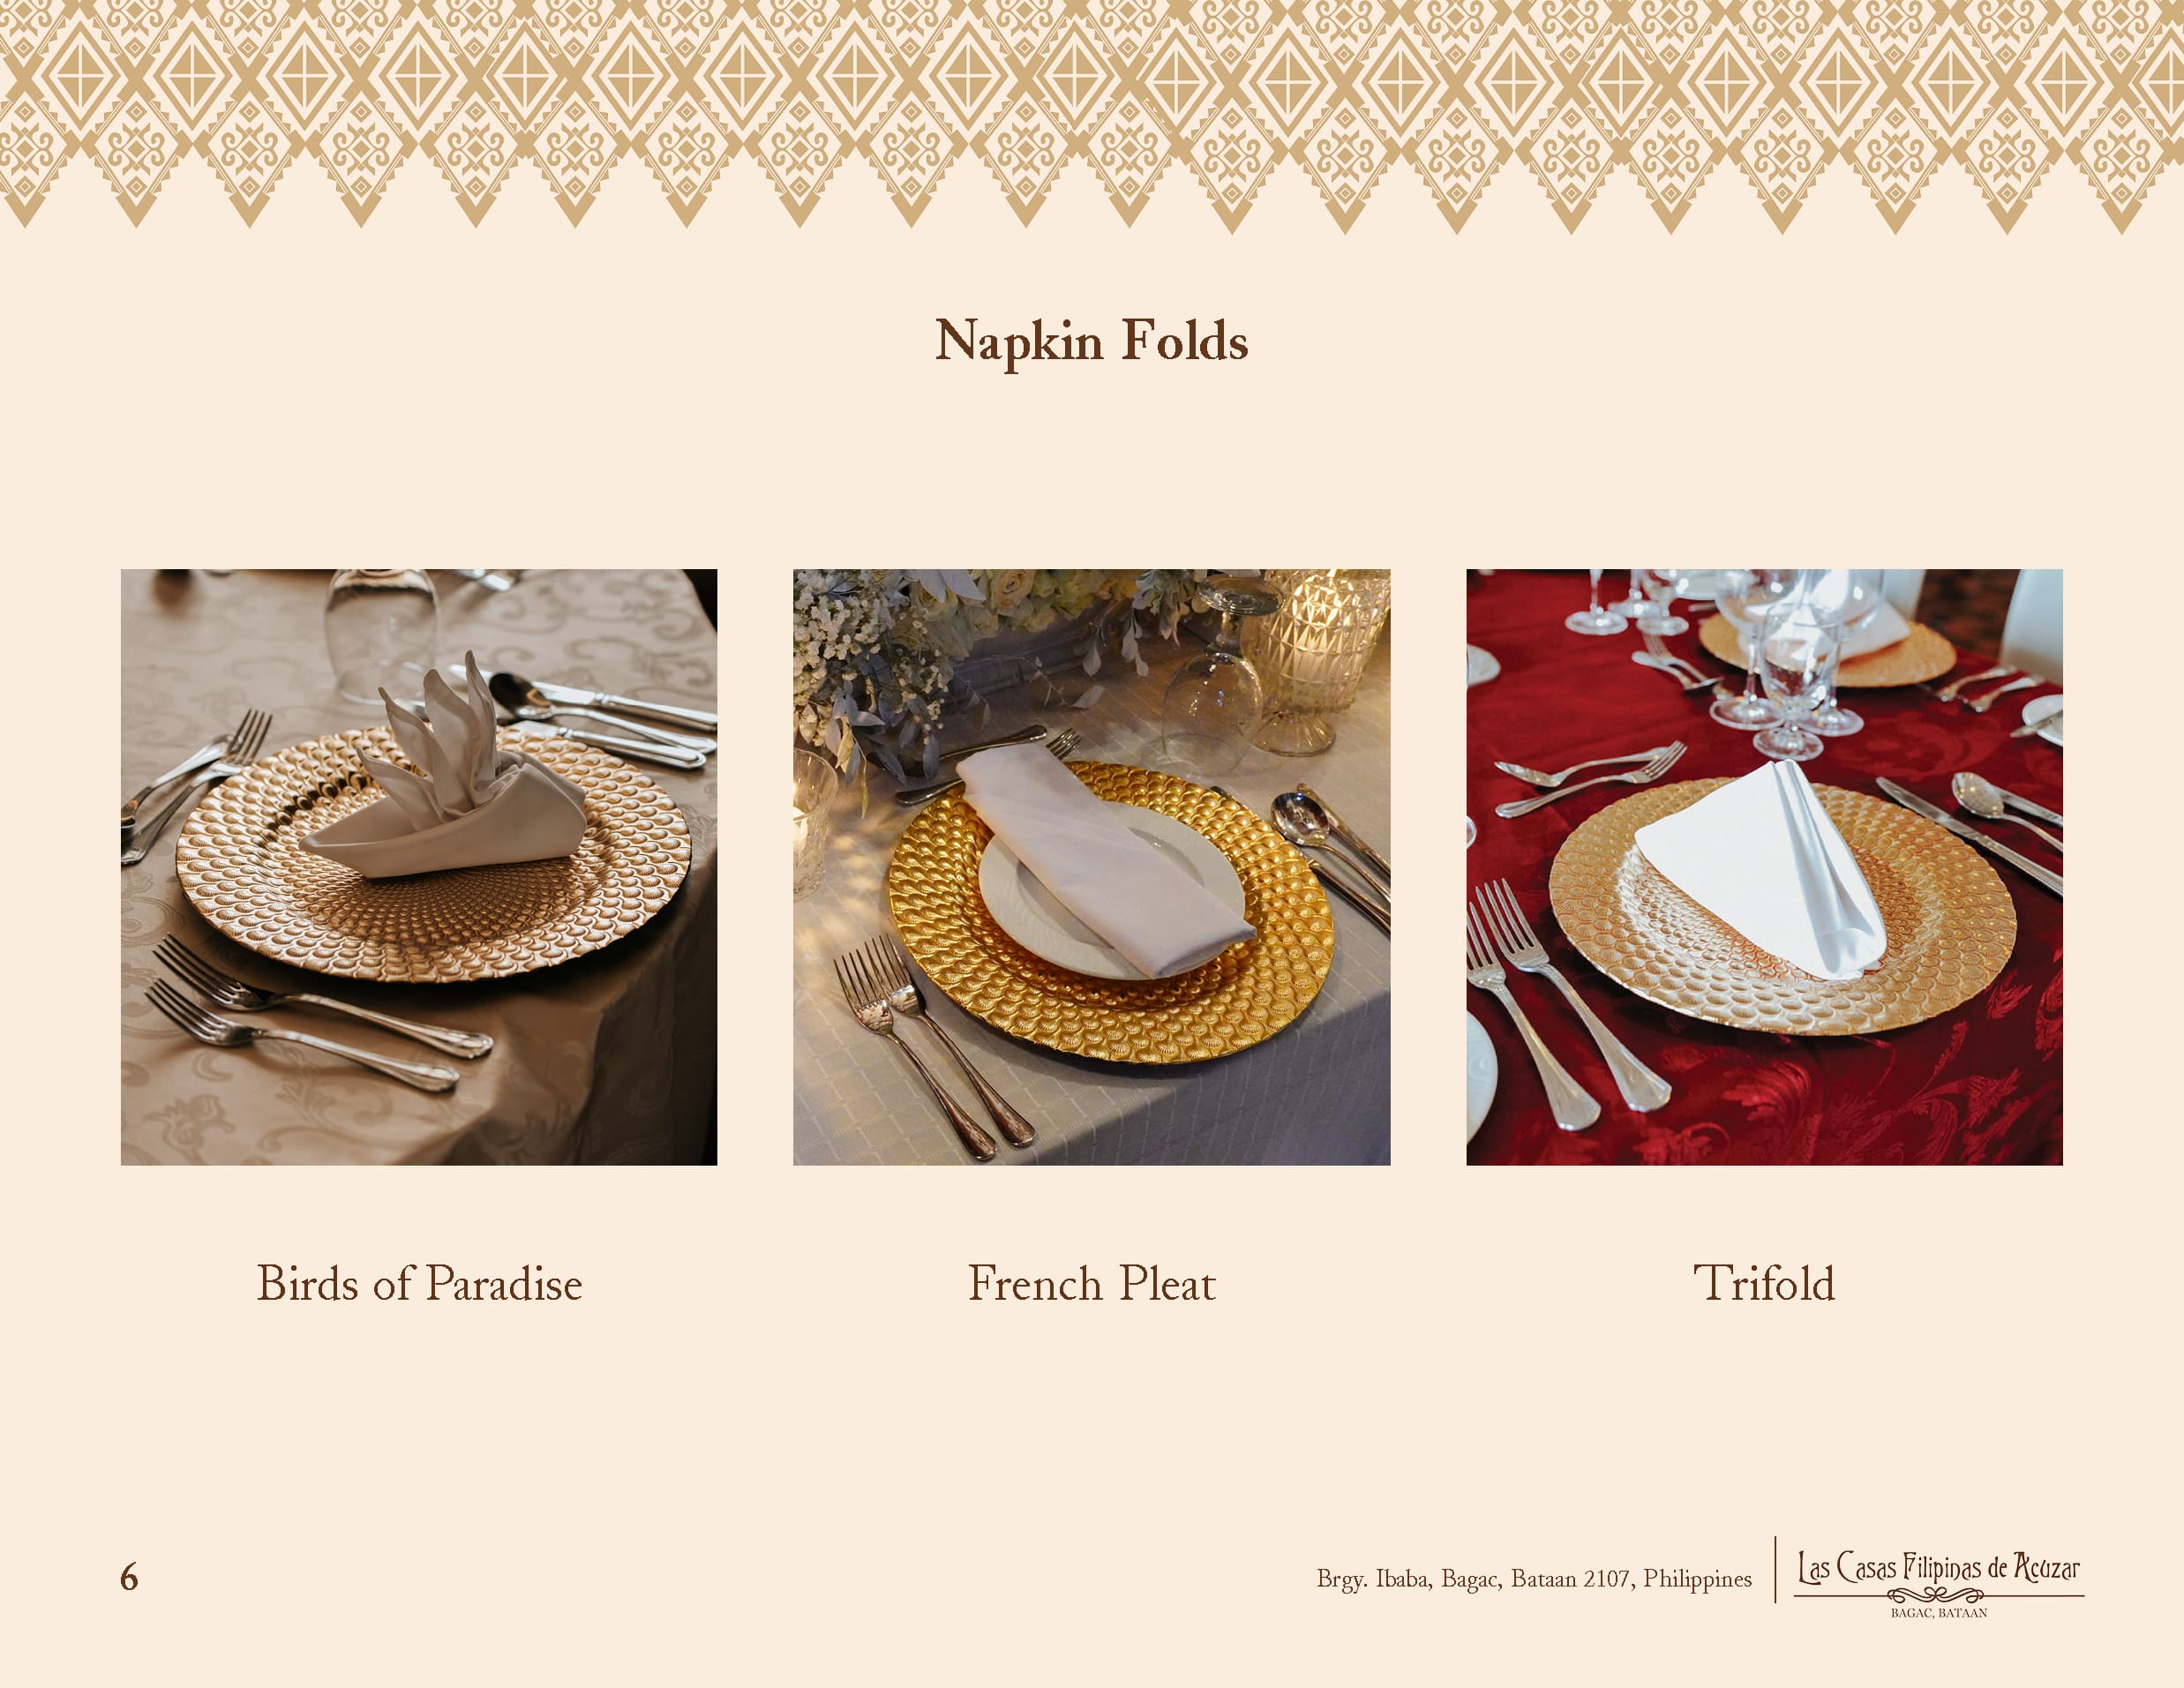 Napkin Folds
Birds of Paradise
French Pleat
Trifold
6
Brgy. Ibaba, Bagac, Bataan 2107, Philippines
Las Casas Filipinas de Acuzar
BAGAC, BATAAN